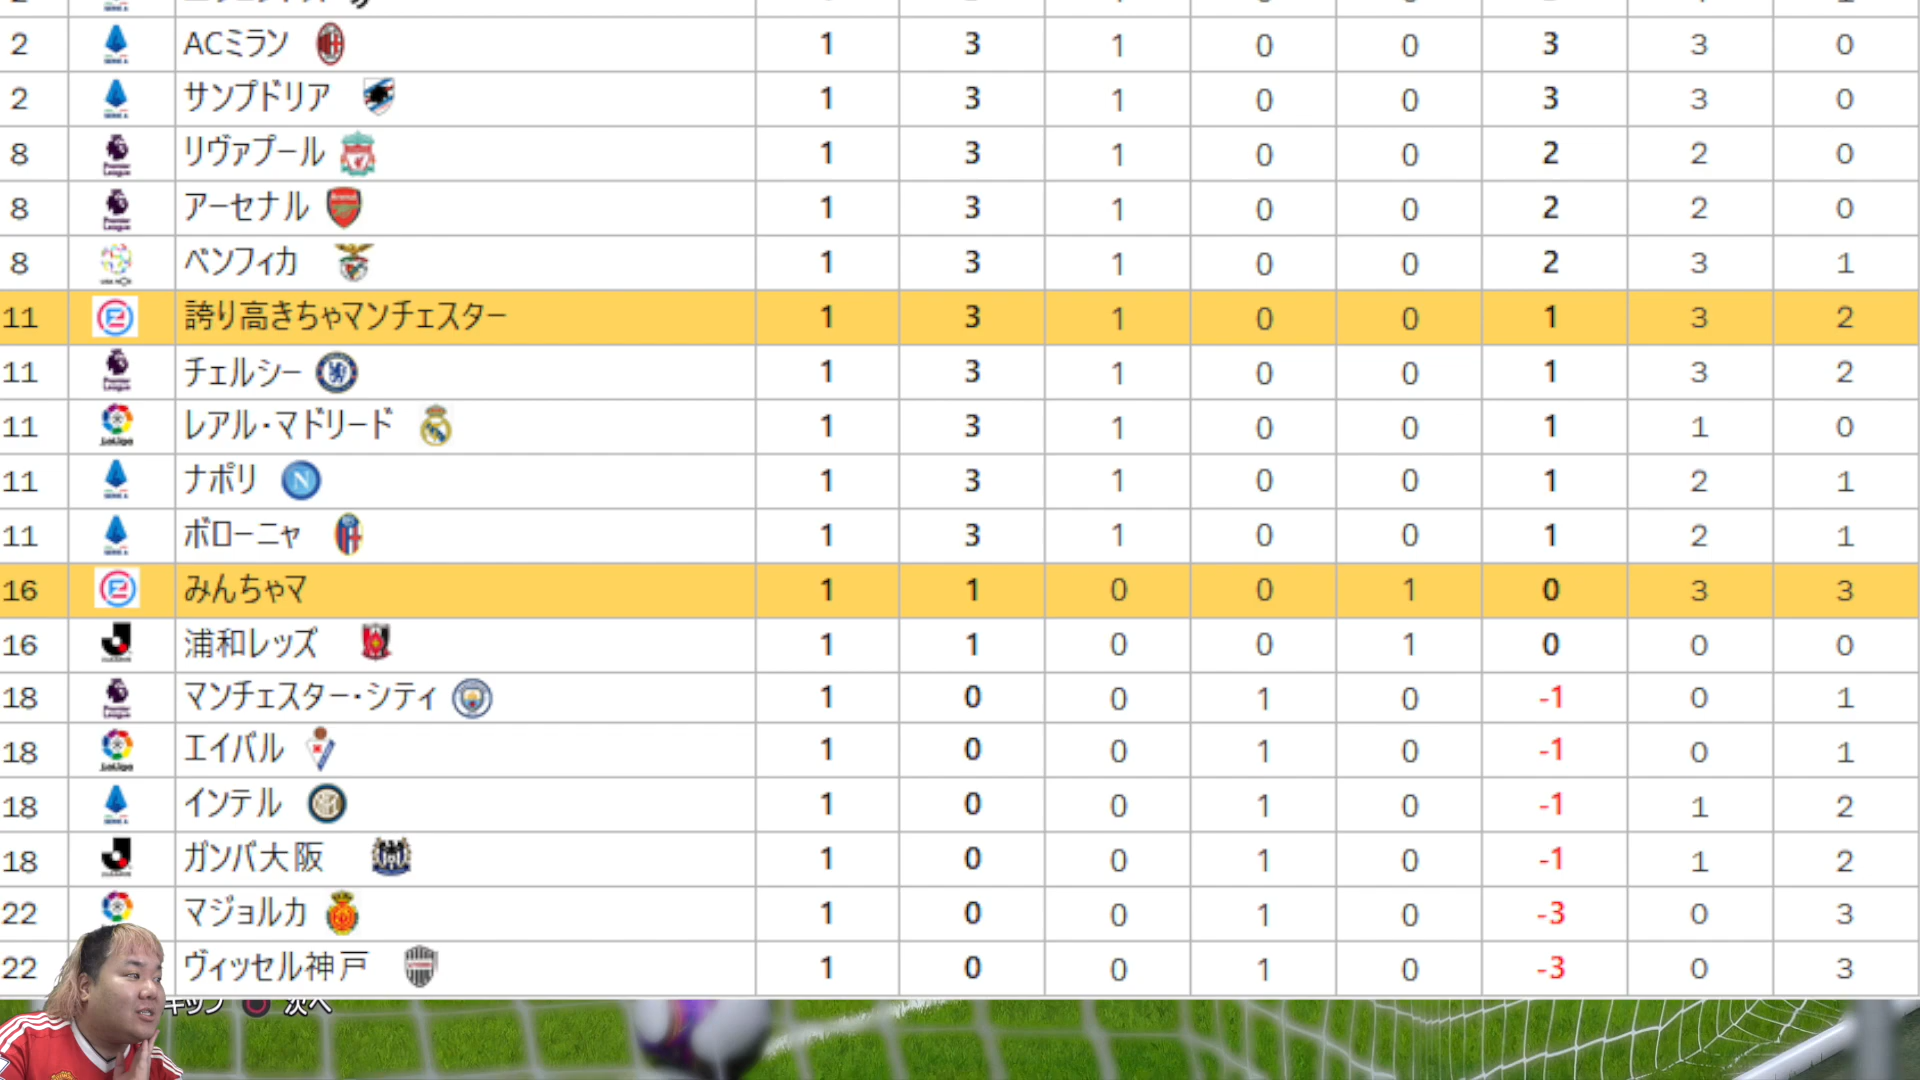 2 ACミラン 1 3 1 0 0 3 3 0
2 サンプドリア 1 3 1 0 0 3 3 0
8 リヴァプール 1 3 1 0 0 2 2 0
8 アーセナル 1 3 1 0 0 2 2 0
8 ベンフィカ 1 3 1 0 0 2 3 1
11 誇り高きちゃマンチェスター 1 3 1 0 0 1 3 2
11 チェルシー 1 3 1 0 0 1 3 2
11 レアル・マドリード 1 3 1 0 0 1 1 0
11 ナポリ 1 3 1 0 0 1 2 1
11 ボローニャ 1 3 1 0 0 1 2 1
16 みんちゃマ 1 1 0 0 1 0 3 3
16 浦和レッズ 1 1 0 0 1 0 0 0
18 マンチェスター・シティ 1 0 0 1 0 -1 0 1
18 エイバル 1 0 0 1 0 -1 0 1
18 インテル 1 0 0 1 0 -1 1 2
18 ガンバ大阪 1 0 0 1 0 -1 1 2
22 マジョルカ 1 0 0 1 0 -3 0 3
22 ヴィッセル神戸 1 0 0 1 0 -3 0 3
次へ